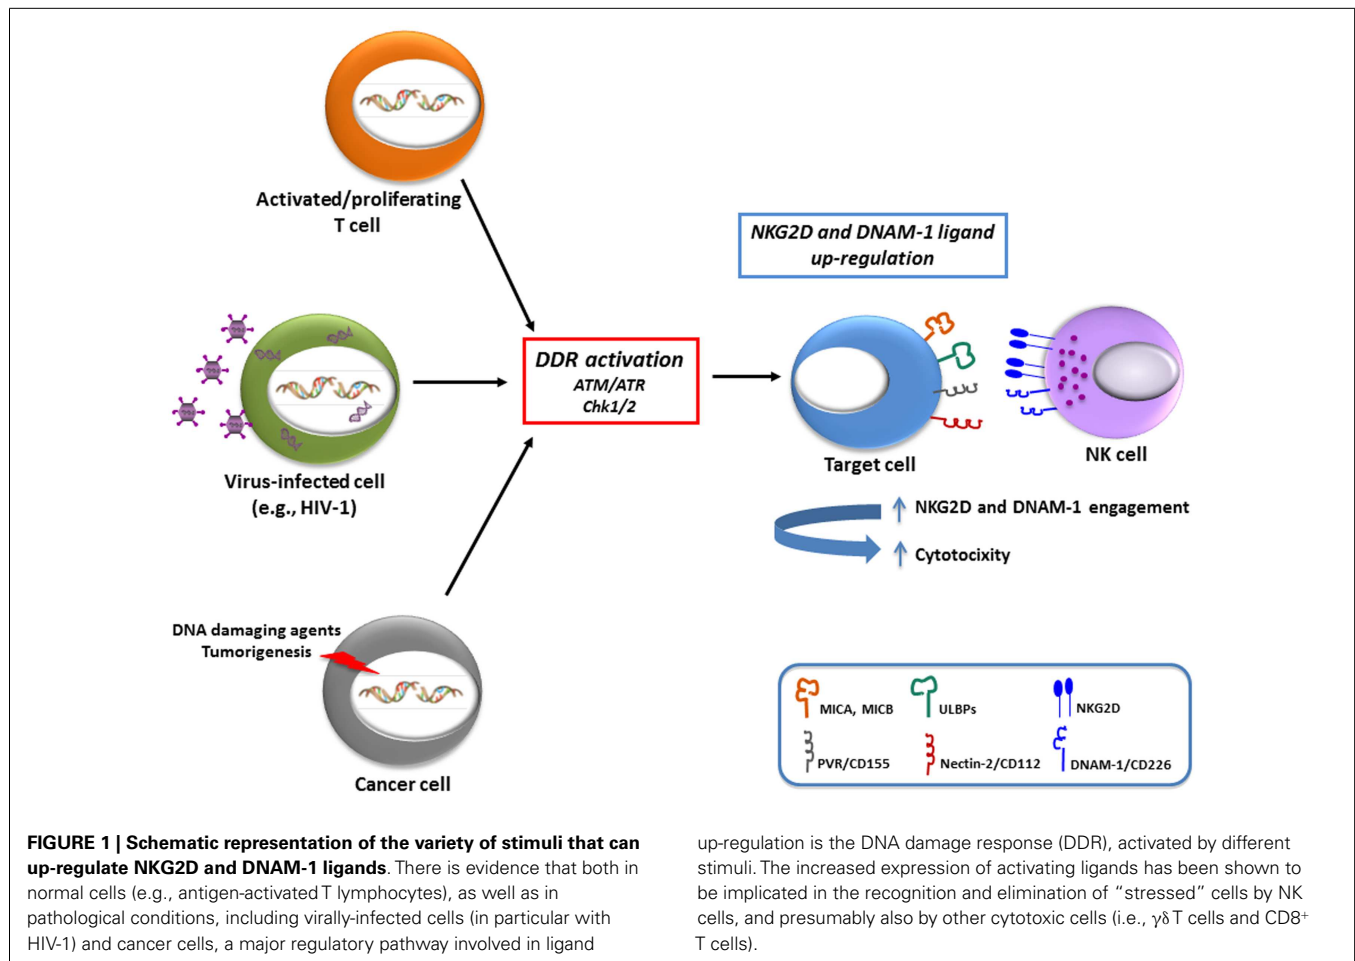 Activated/proliferating
T cell
NKG2D and DNAM-1 ligand
up-regulation
DDR activation
ATM/ATR
Chk1/2
Target cell
NK cell
Virus-infected cell
(e.g., HIV-1)
NKG2D and DNAM-1 engagement
Cytotocixity
DNA damaging agents
Tumorigenesis
Cancer cell
MICA, MICB
ULBPs
NKG2D
PVR/CD155
Nectin-2/CD112
DNAM-1/CD226
FIGURE 1 | Schematic representation of the variety of stimuli that can
up-regulate NKG2D and DNAM-1 ligands. There is evidence that both in
normal cells (e.g., antigen-activated T lymphocytes), as well as in
pathological conditions, including virally-infected cells (in particular with
HIV-1) and cancer cells, a major regulatory pathway involved in ligand
up-regulation is the DNA damage response (DDR), activated by different
stimuli. The increased expression of activating ligands has been shown to
be implicated in the recognition and elimination of “stressed” cells by NK
cells, and presumably also by other cytotoxic cells (i.e., γδ T cells and CD8⁺
T cells).